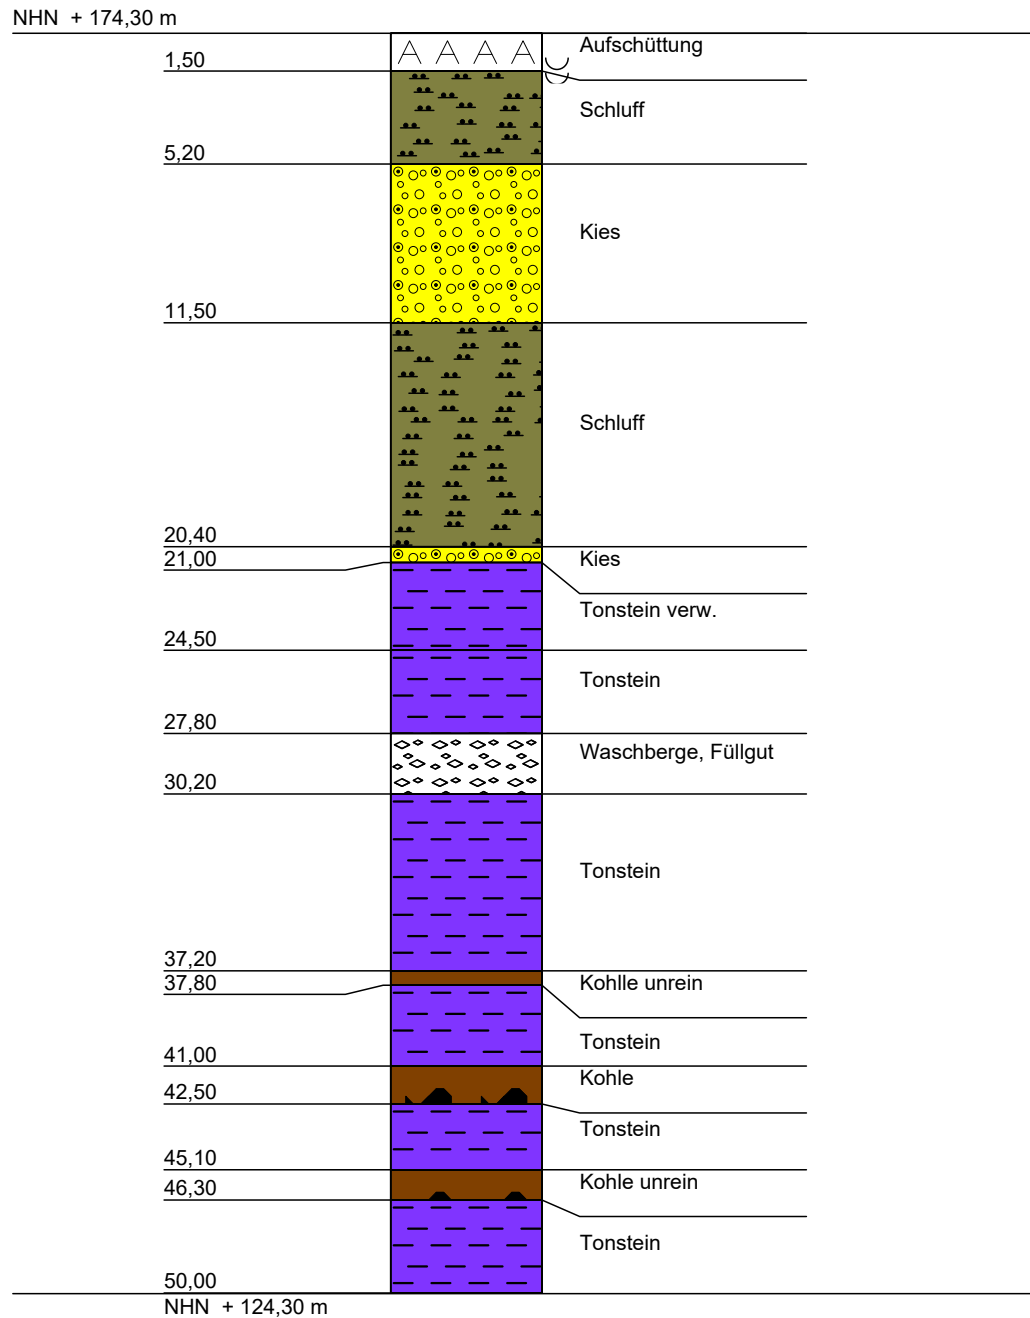 NHN + 174,30 m
Aufschüttung
1,50
Schluff
5,20
Kies
11,50
Schluff
20,40
Kies
21,00
Tonstein verw.
24,50
Tonstein
27,80
Waschberge, Füllgut
30,20
Tonstein
37,20
Kohlle unrein
37,80
Tonstein
41,00
Kohle
42,50
Tonstein
45,10
Kohle unrein
46,30
Tonstein
50,00
NHN + 124,30 m